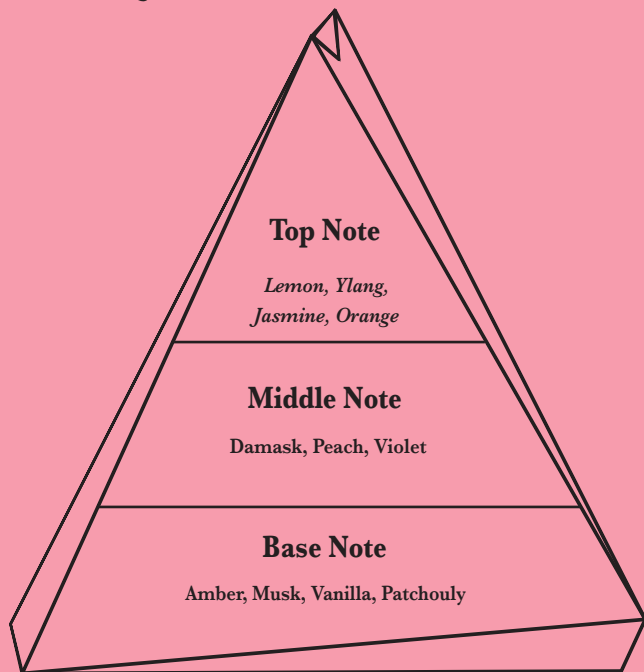 Top Note
Lemon, Ylang,
Jasmine, Orange
Middle Note
Damask, Peach, Violet
Base Note
Amber, Musk, Vanilla, Patchouly